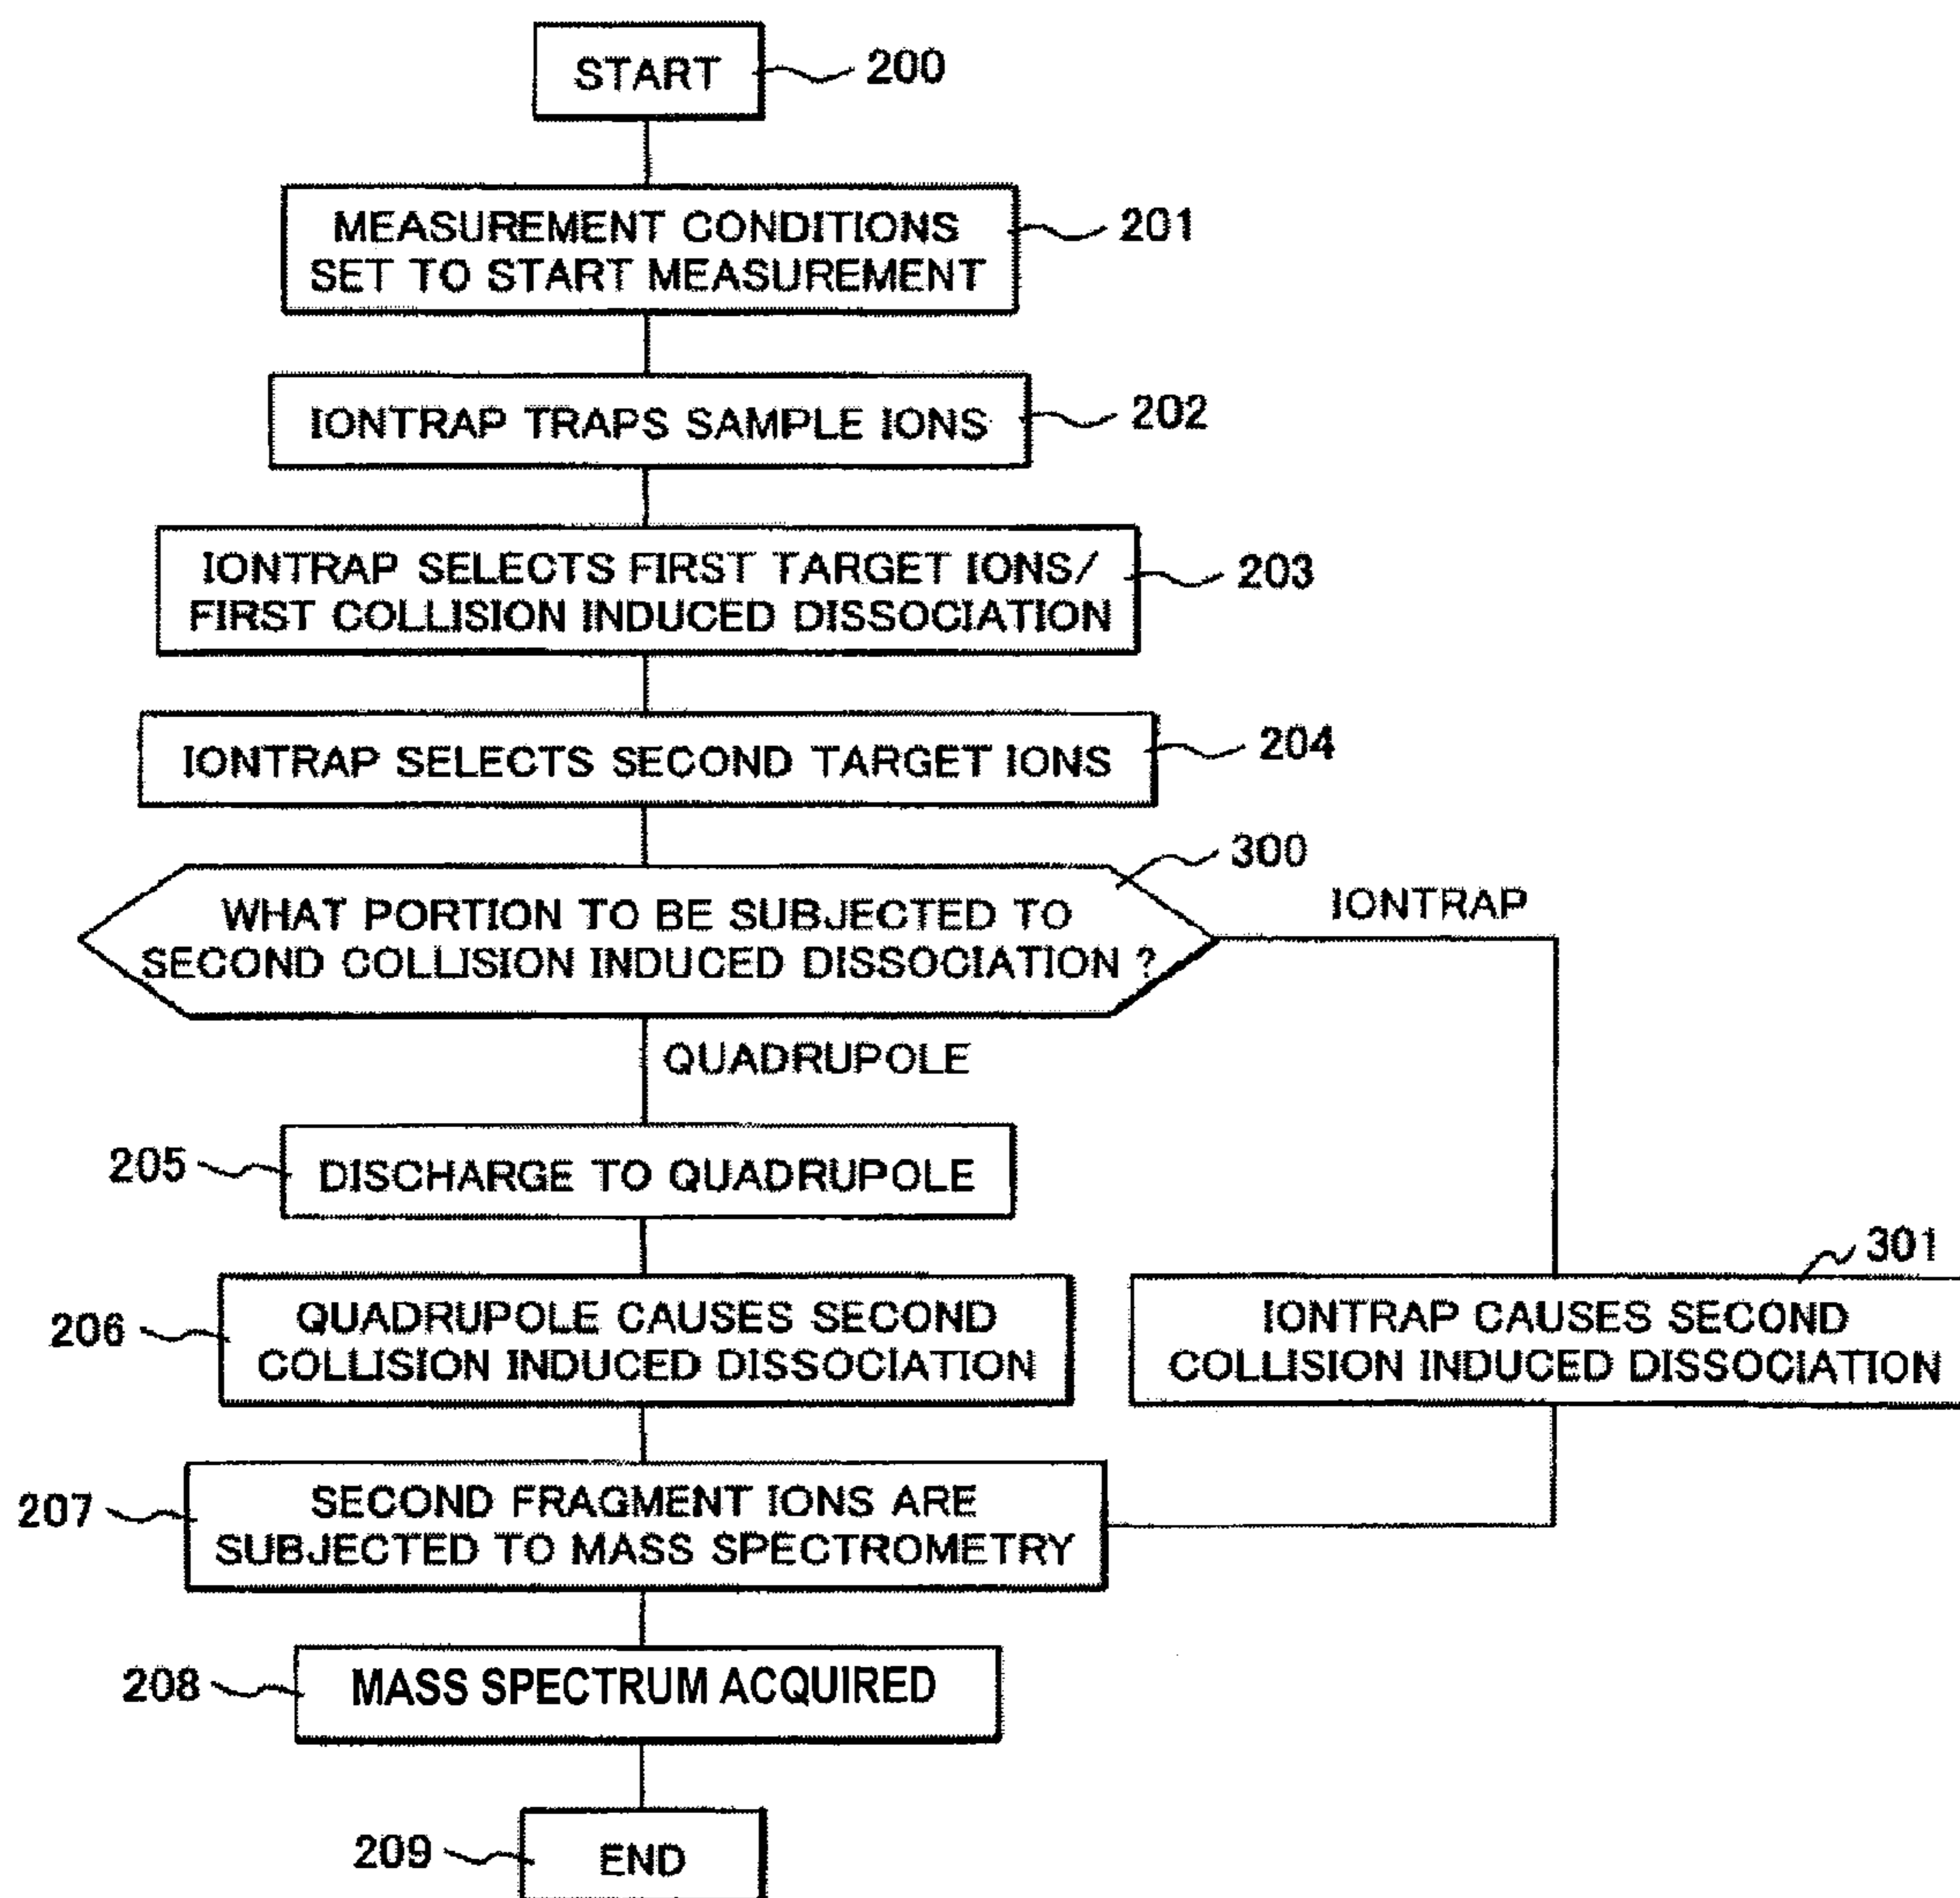 START
200
MEASUREMENT CONDITIONS
SET TO START MEASUREMENT
201
IONTRAP TRAPS SAMPLE IONS
202
IONTRAP SELECTS FIRST TARGET IONS/
FIRST COLLISION INDUCED DISSOCIATION
203
IONTRAP SELECTS SECOND TARGET IONS
204
300
WHAT PORTION TO BE SUBJECTED TO
SECOND COLLISION INDUCED DISSOCIATION ?
IONTRAP
QUADRUPOLE
205
DISCHARGE TO QUADRUPOLE
206
QUADRUPOLE CAUSES SECOND
COLLISION INDUCED DISSOCIATION
301
IONTRAP CAUSES SECOND
COLLISION INDUCED DISSOCIATION
207
SECOND FRAGMENT IONS ARE
SUBJECTED TO MASS SPECTROMETRY
208
MASS SPECTRUM ACQUIRED
209
END